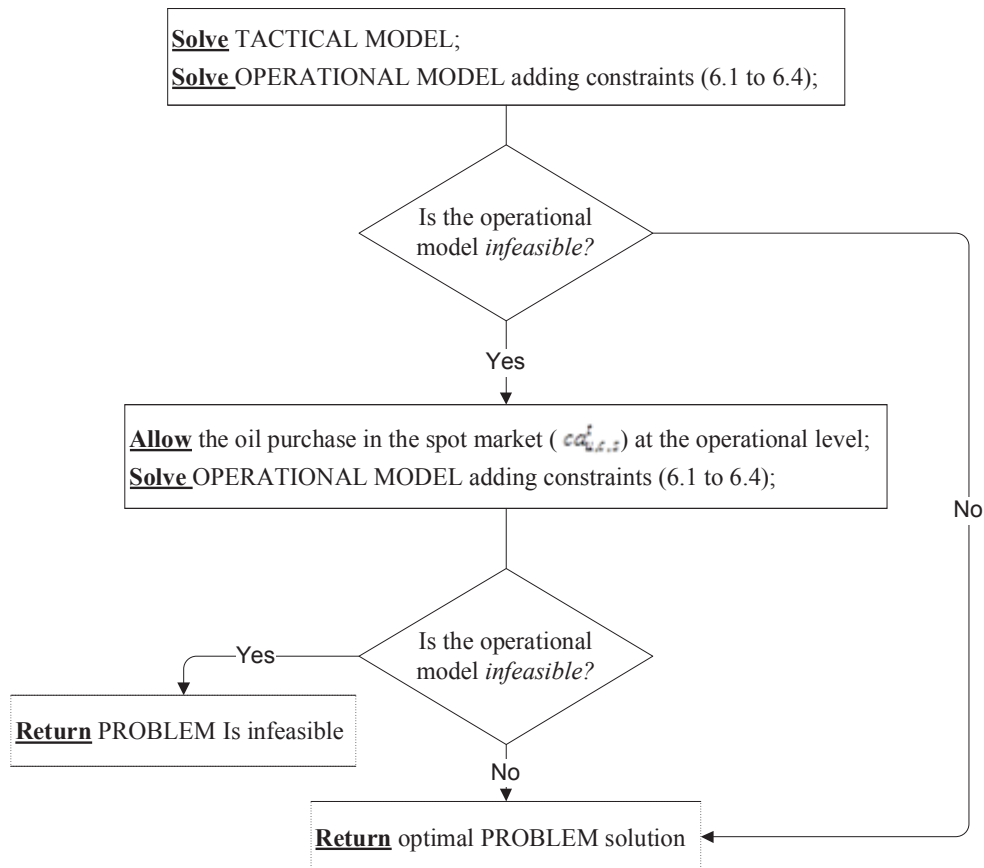 Solve TACTICAL MODEL;
Solve OPERATIONAL MODEL adding constraints (6.1 to 6.4);
Is the operational
model infeasible?
Yes
Allow the oil purchase in the spot market ( ) at the operational level;
Solve OPERATIONAL MODEL adding constraints (6.1 to 6.4);
No
Is the operational
model infeasible?
Yes
Return PROBLEM Is infeasible
No
Return optimal PROBLEM solution